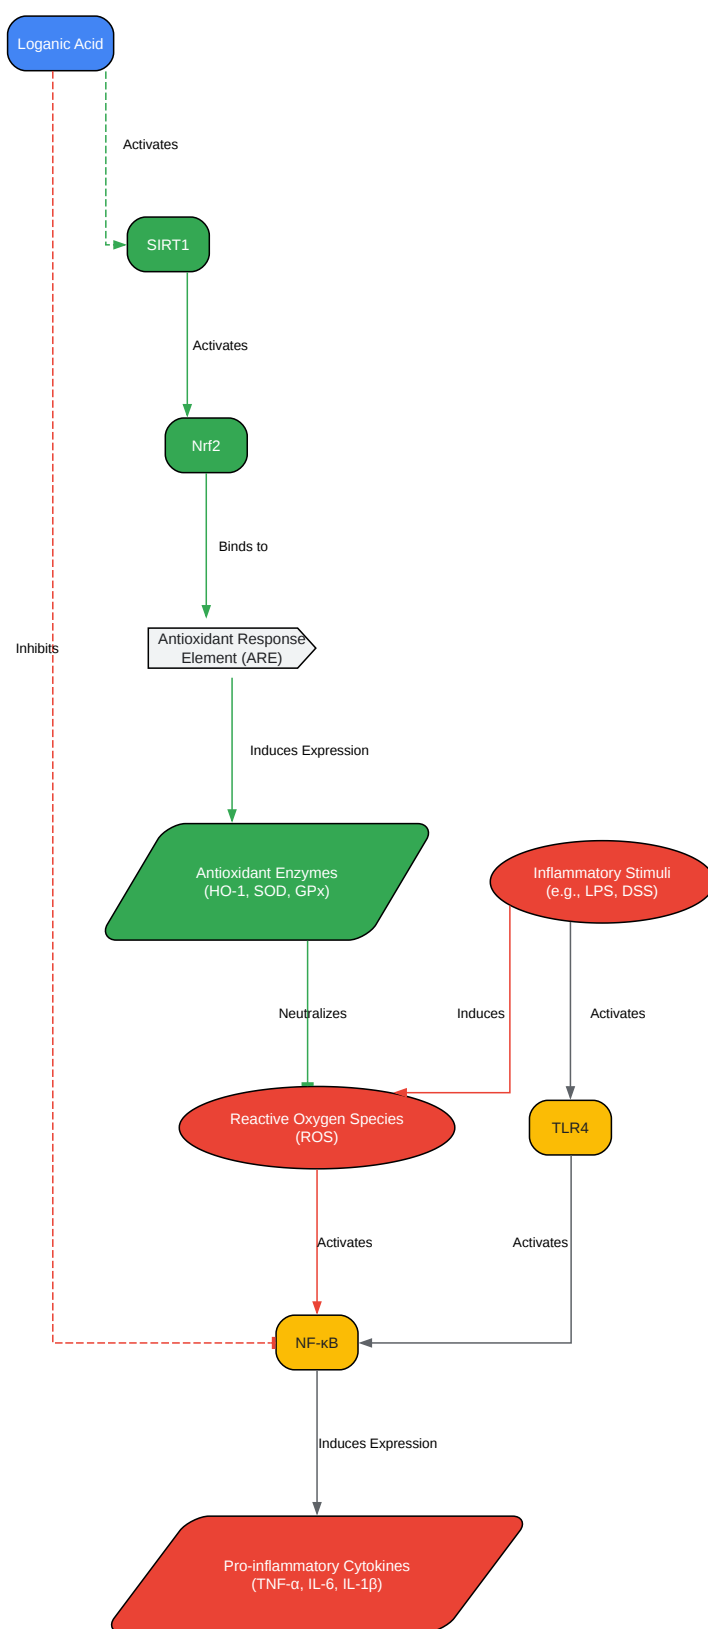 Loganic Acid
Activates
SIRT1
Activates
Nrf2
Binds to
Antioxidant Response
Element (ARE)
Inhibits
Induces Expression
Antioxidant Enzymes
(HO-1, SOD, GPx)
Inflammatory Stimuli
(e.g., LPS, DSS)
Neutralizes
Induces
Activates
Reactive Oxygen Species
(ROS)
TLR4
Activates
Activates
NF-κB
Induces Expression
Pro-inflammatory Cytokines
(TNF-α, IL-6, IL-1β)